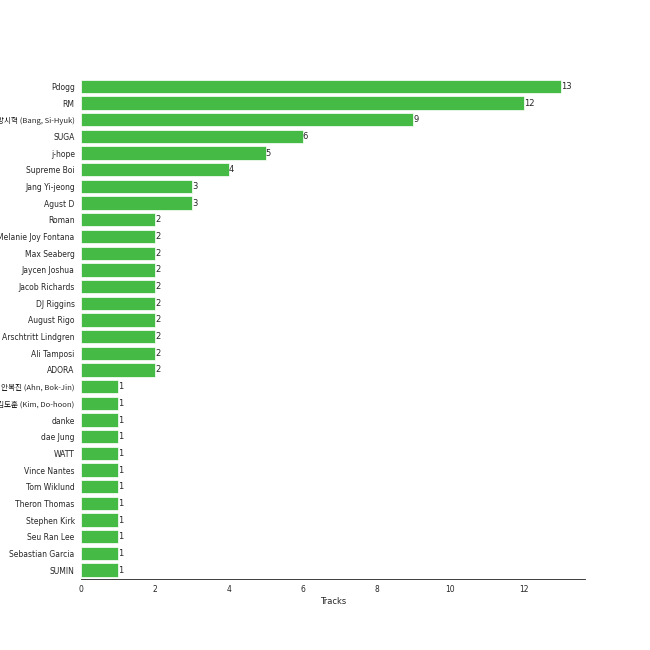 Pdogg 13
RM 12
방시혁 (Bang, Si-Hyuk) 9
SUGA 6
j-hope 5
Supreme Boi 4
Jang Yi-jeong 3
Agust D 3
Roman 2
Melanie Joy Fontana 2
Max Seaberg 2
Jaycen Joshua 2
Jacob Richards 2
DJ Riggins 2
August Rigo 2
Arschtritt Lindgren 2
Ali Tamposi 2
ADORA 2
안복진 (Ahn, Bok-Jin) 1
김도훈 (Kim, Do-hoon) 1
danke 1
dae Jung 1
WATT 1
Vince Nantes 1
Tom Wiklund 1
Theron Thomas 1
Stephen Kirk 1
Seu Ran Lee 1
Sebastian Garcia 1
SUMIN 1
0 2 4 6 8 10 12
Tracks